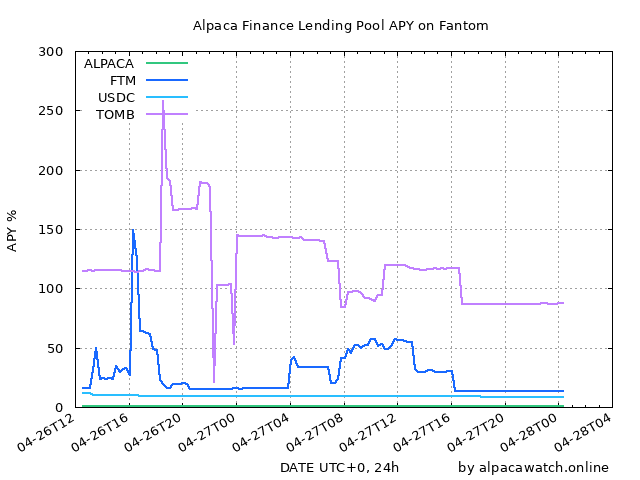 Alpaca Finance Lending Pool APY on Fantom
300
250
200
150
100
50
0
APY %
ALPACA
FTM
USDC
TOMB
04-26T12
04-26T16
04-26T20
04-27T00
04-27T04
04-27T08
04-27T12
04-27T16
04-27T20
04-28T00
04-28T04
DATE UTC+0, 24h
by alpacawatch.online